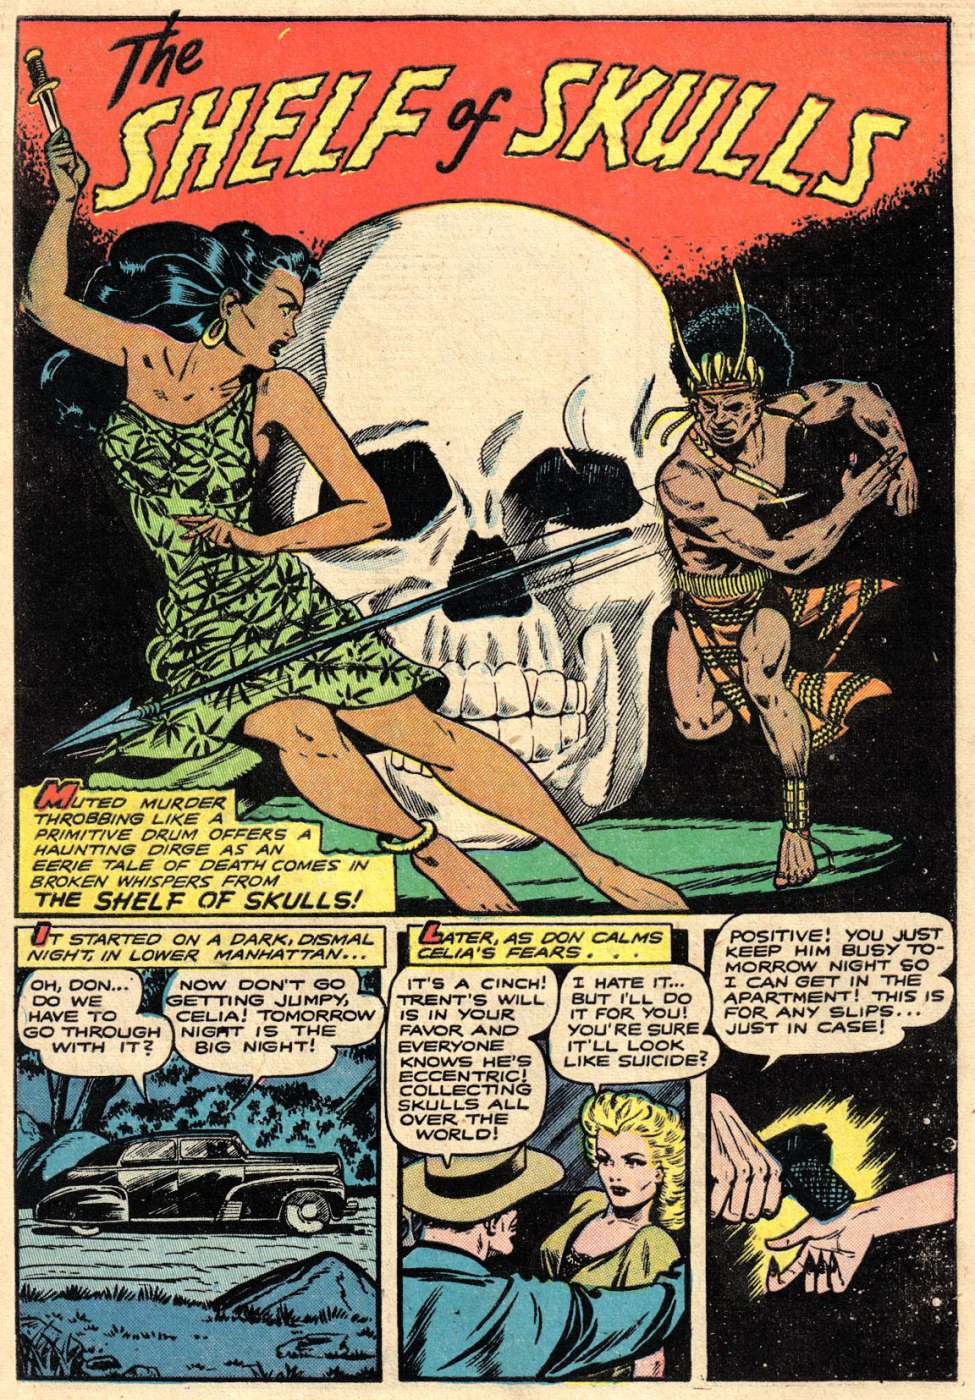 The
SHELF of SKULLS
MUTED MURDER
THROBBING LIKE A
PRIMITIVE DRUM OFFERS A
HAUNTING DIRGE AS AN
EERIE TALE OF DEATH COMES IN
BROKEN WHISPERS FROM
THE SHELF OF SKULLS!
IT STARTED ON A DARK, DISMAL
NIGHT, IN LOWER MANHATTAN...
OH, DON...
DO WE
HAVE TO
GO THROUGH
WITH IT?
NOW DON'T GO
GETTING JUMPY,
CELIA! TOMORROW
NIGHT IS THE
BIG NIGHT!
LATER, AS DON CALMS
CELIA'S FEARS . . .
IT'S A CINCH!
TRENT'S WILL
IS IN YOUR
FAVOR AND
EVERYONE
KNOWS HE'S
ECCENTRIC!
COLLECTING
SKULLS ALL
OVER THE
WORLD!
I HATE IT...
BUT I'LL DO
IT FOR YOU!
YOU'RE SURE
IT'LL LOOK
LIKE SUICIDE?
POSITIVE! YOU JUST
KEEP HIM BUSY TO-
MORROW NIGHT SO
I CAN GET IN THE
APARTMENT! THIS IS
FOR ANY SLIPS...
JUST IN CASE!